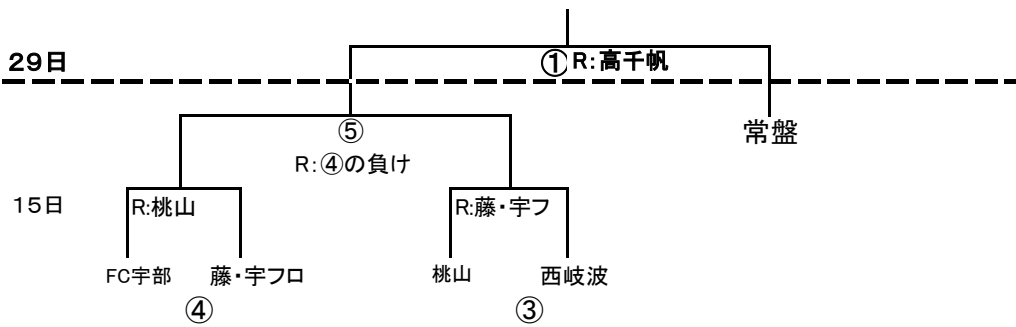 29日
①R:高千帆
常盤
⑤
R:④の負け
15日
R:桃山
R:藤・宇フ
FC宇部
藤・宇フロ
桃山
西岐波
④
③